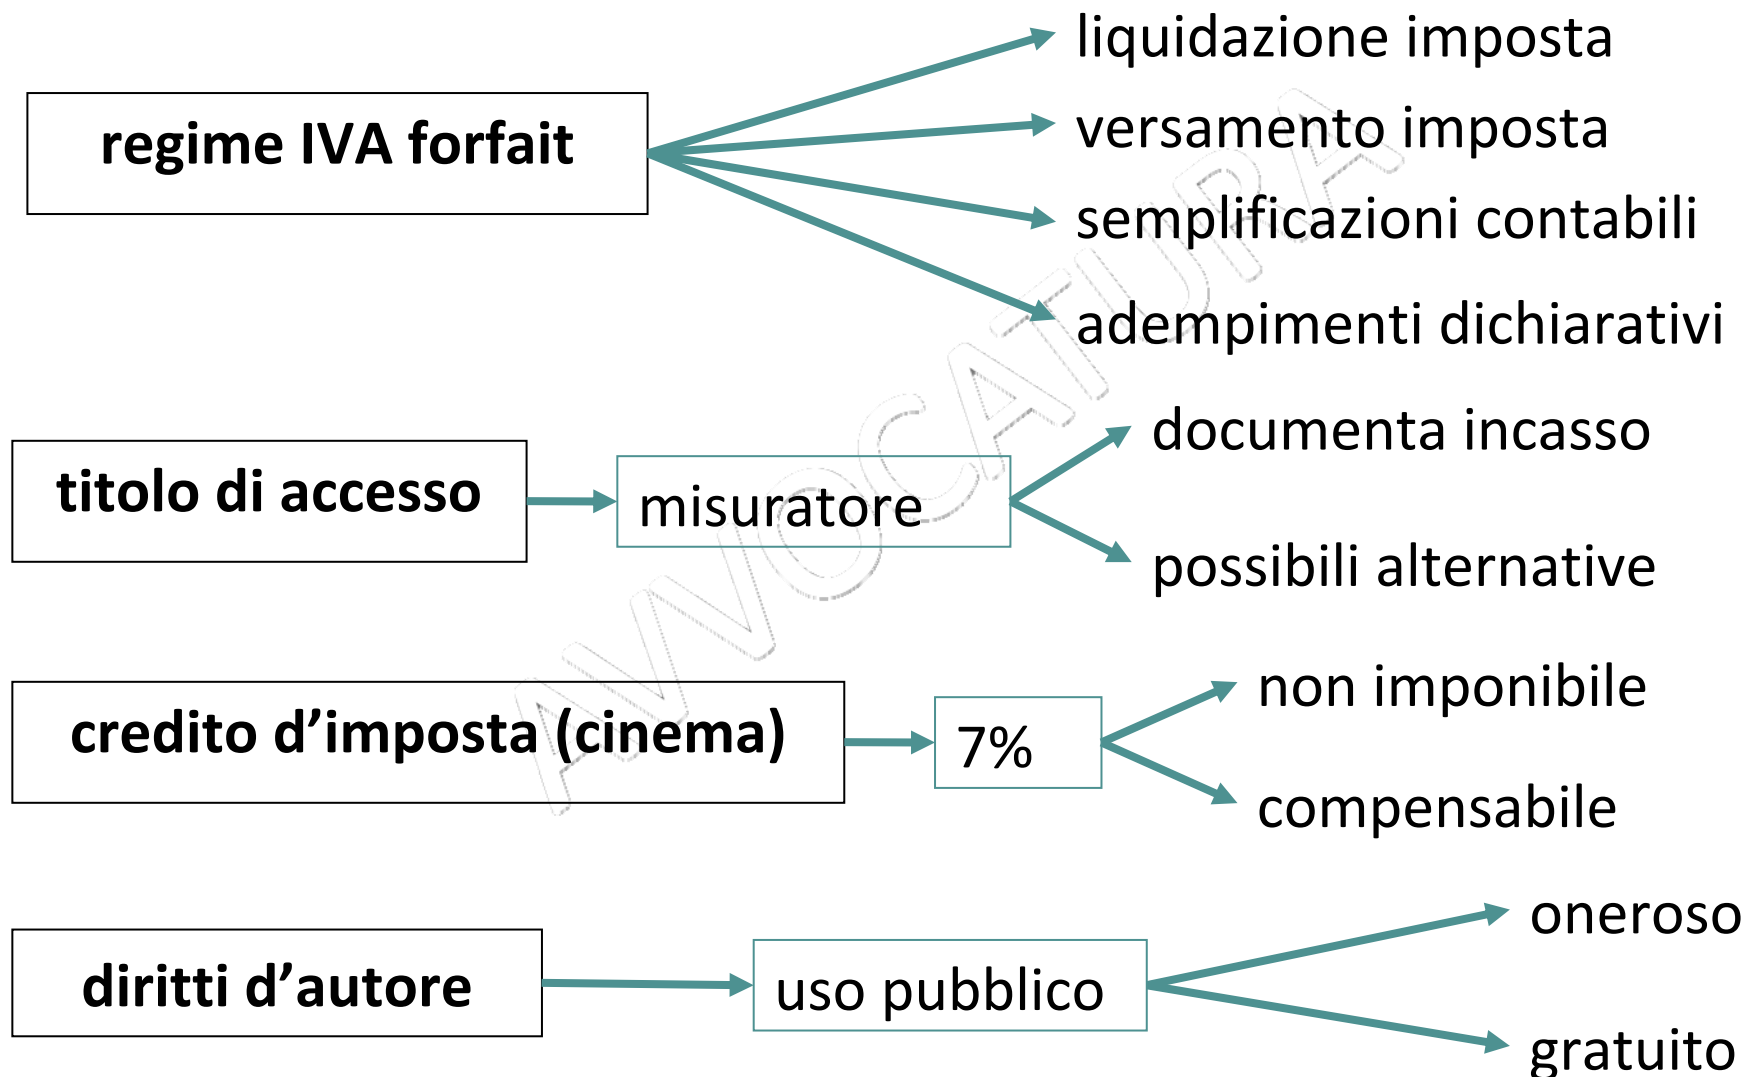 liquidazione imposta
regime IVA forfait
versamento imposta
semplificazioni contabili
adempimenti dichiarativi
titolo di accesso
misuratore
documenta incasso
possibili alternative
credito d’imposta (cinema)
7%
non imponibile
compensabile
diritti d’autore
uso pubblico
oneroso
gratuito
AVVOCATURA